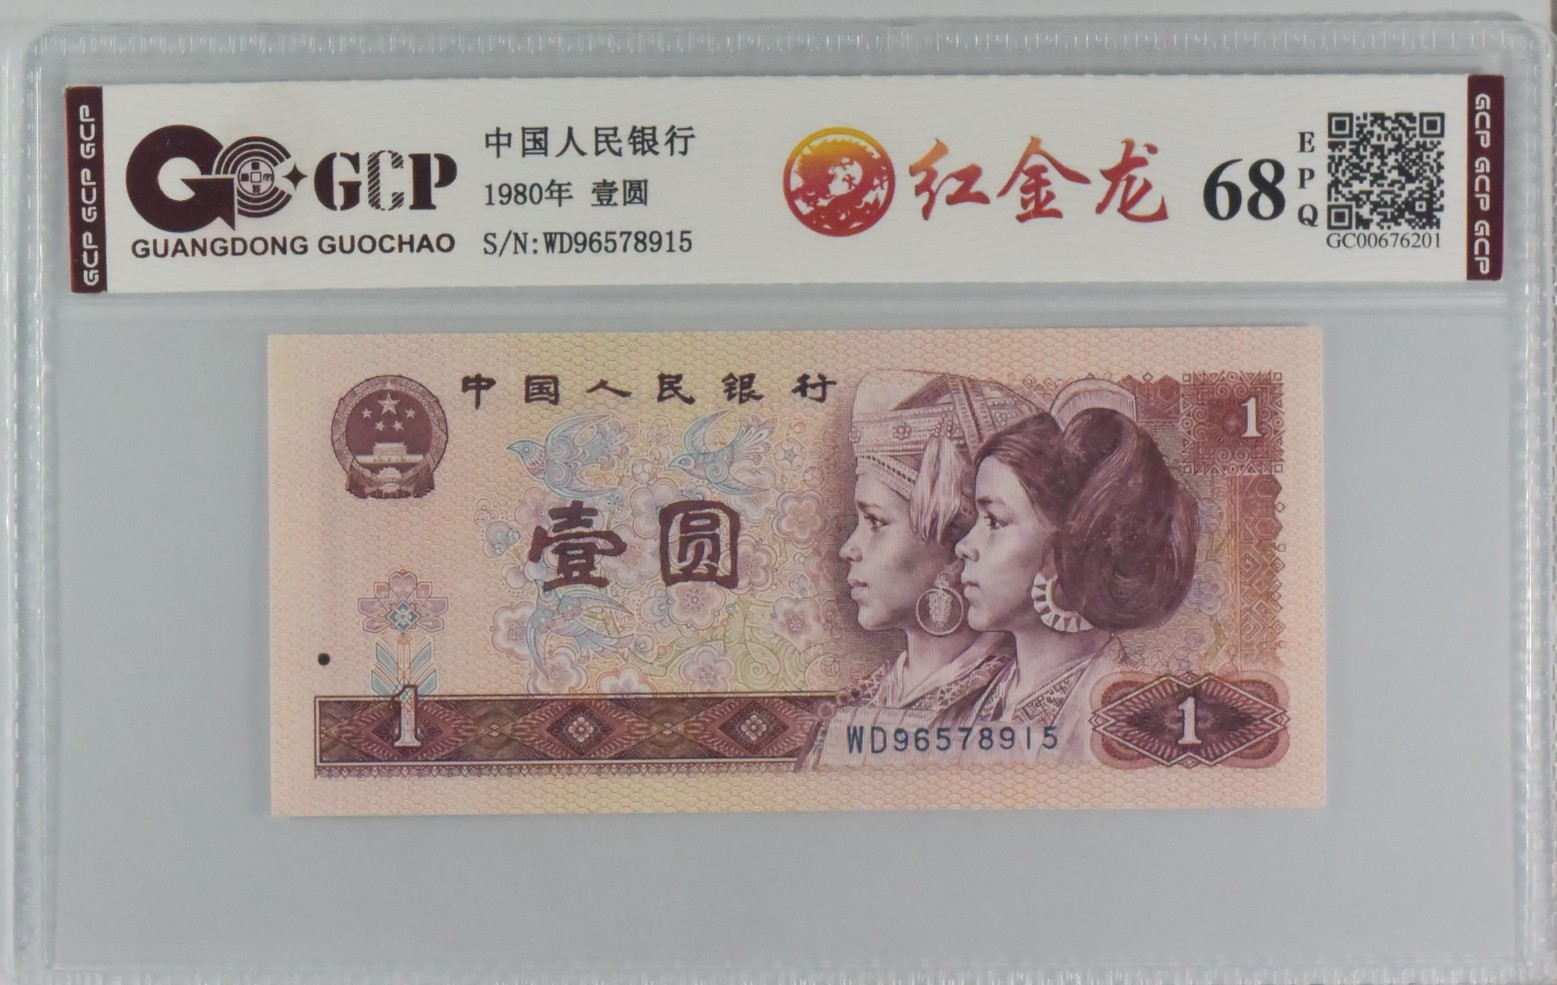 GCP GCP GCP
GCP
GUANGDONG GUOCHAO
中国人民银行
1980年 壹圆
S/N:WD96578915
红金龙
68
EPQ
GC00676201
GCP GCP GCP
中国人民银行
1
壹圆
1
WD96578915
1